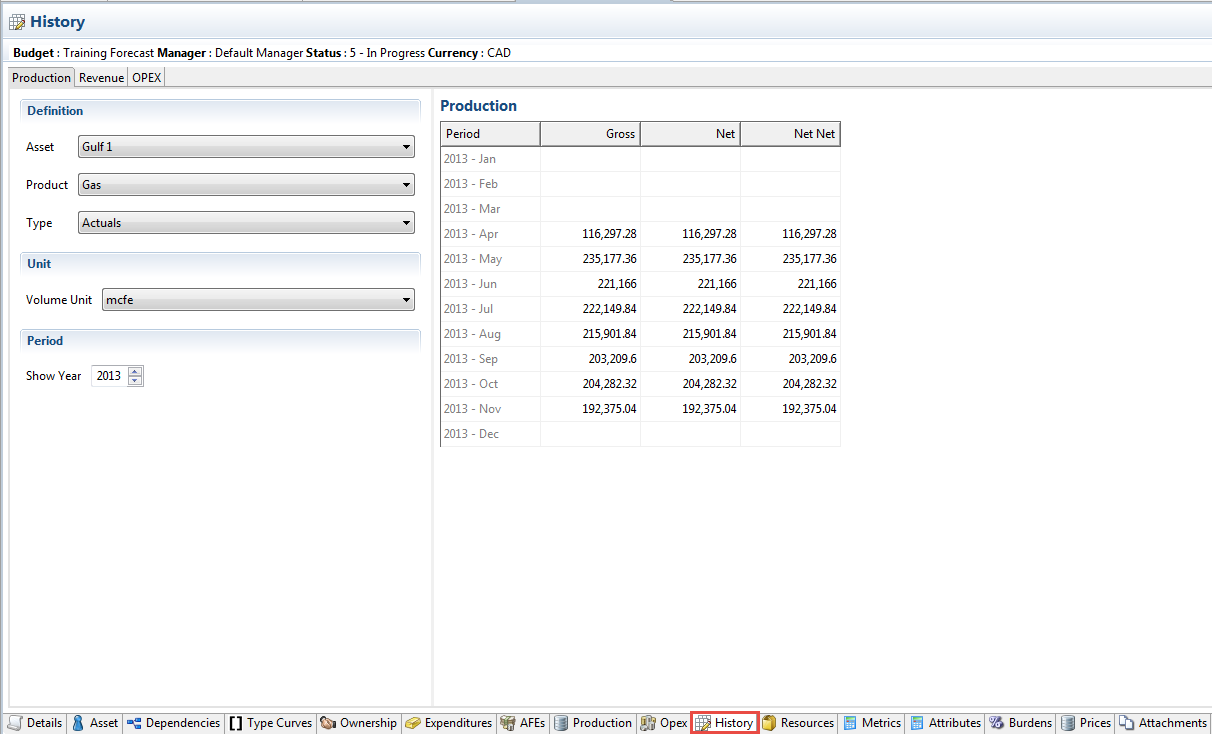 History
Budget : Training Forecast Manager : Default Manager Status : 5 - In Progress Currency : CAD
Production Revenue OPEX
Definition
Asset Gulf 1
Product Gas
Type Actuals
Unit
Volume Unit mcfe
Period
Show Year 2013
Production
Period Gross Net Net Net
2013 - Jan
2013 - Feb
2013 - Mar
2013 - Apr 116,297.28 116,297.28 116,297.28
2013 - May 235,177.36 235,177.36 235,177.36
2013 - Jun 221,166 221,166 221,166
2013 - Jul 222,149.84 222,149.84 222,149.84
2013 - Aug 215,901.84 215,901.84 215,901.84
2013 - Sep 203,209.6 203,209.6 203,209.6
2013 - Oct 204,282.32 204,282.32 204,282.32
2013 - Nov 192,375.04 192,375.04 192,375.04
2013 - Dec
Details Asset Dependencies Type Curves Ownership Expenditures AFEs Production Opex History Resources Metrics Attributes Burdens Prices Attachments